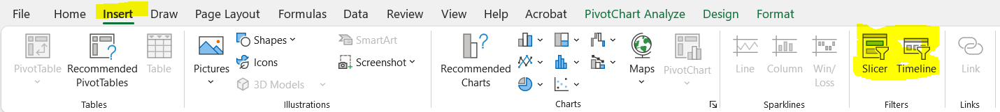 File Home Insert Draw Page Layout Formulas Data Review View Help Acrobat PivotChart Analyze Design Format
PivotTable
Recommended
PivotTables
Table
Tables
Pictures
Shapes
Icons
3D Models
SmartArt
Screenshot
Illustrations
Recommended
Charts
Maps
PivotChart
Charts
Line
Column
Win/
Loss
Sparklines
Slicer
Timeline
Filters
Link
Links